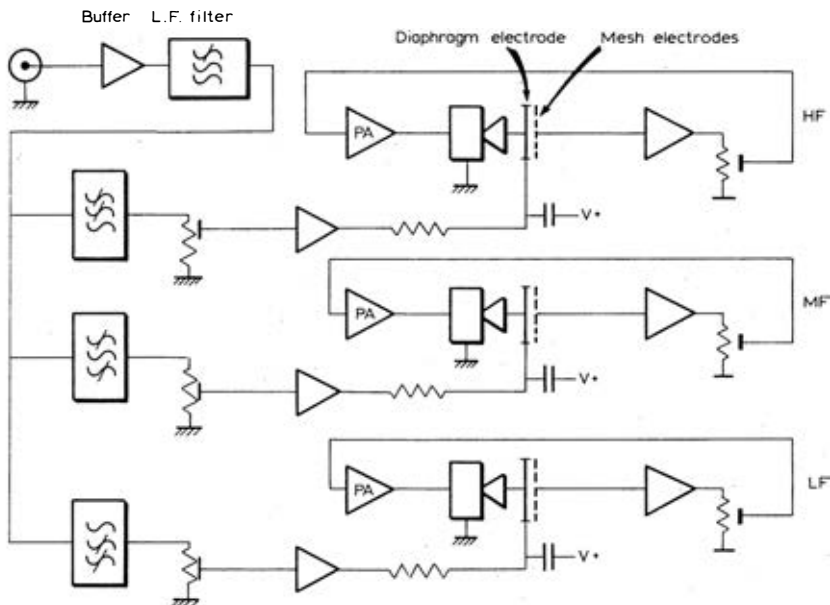 Buffer L.F. filter
Diaphragm electrode
Mesh electrodes
PA
HF
V+
PA
MF
V+
PA
LF
V+